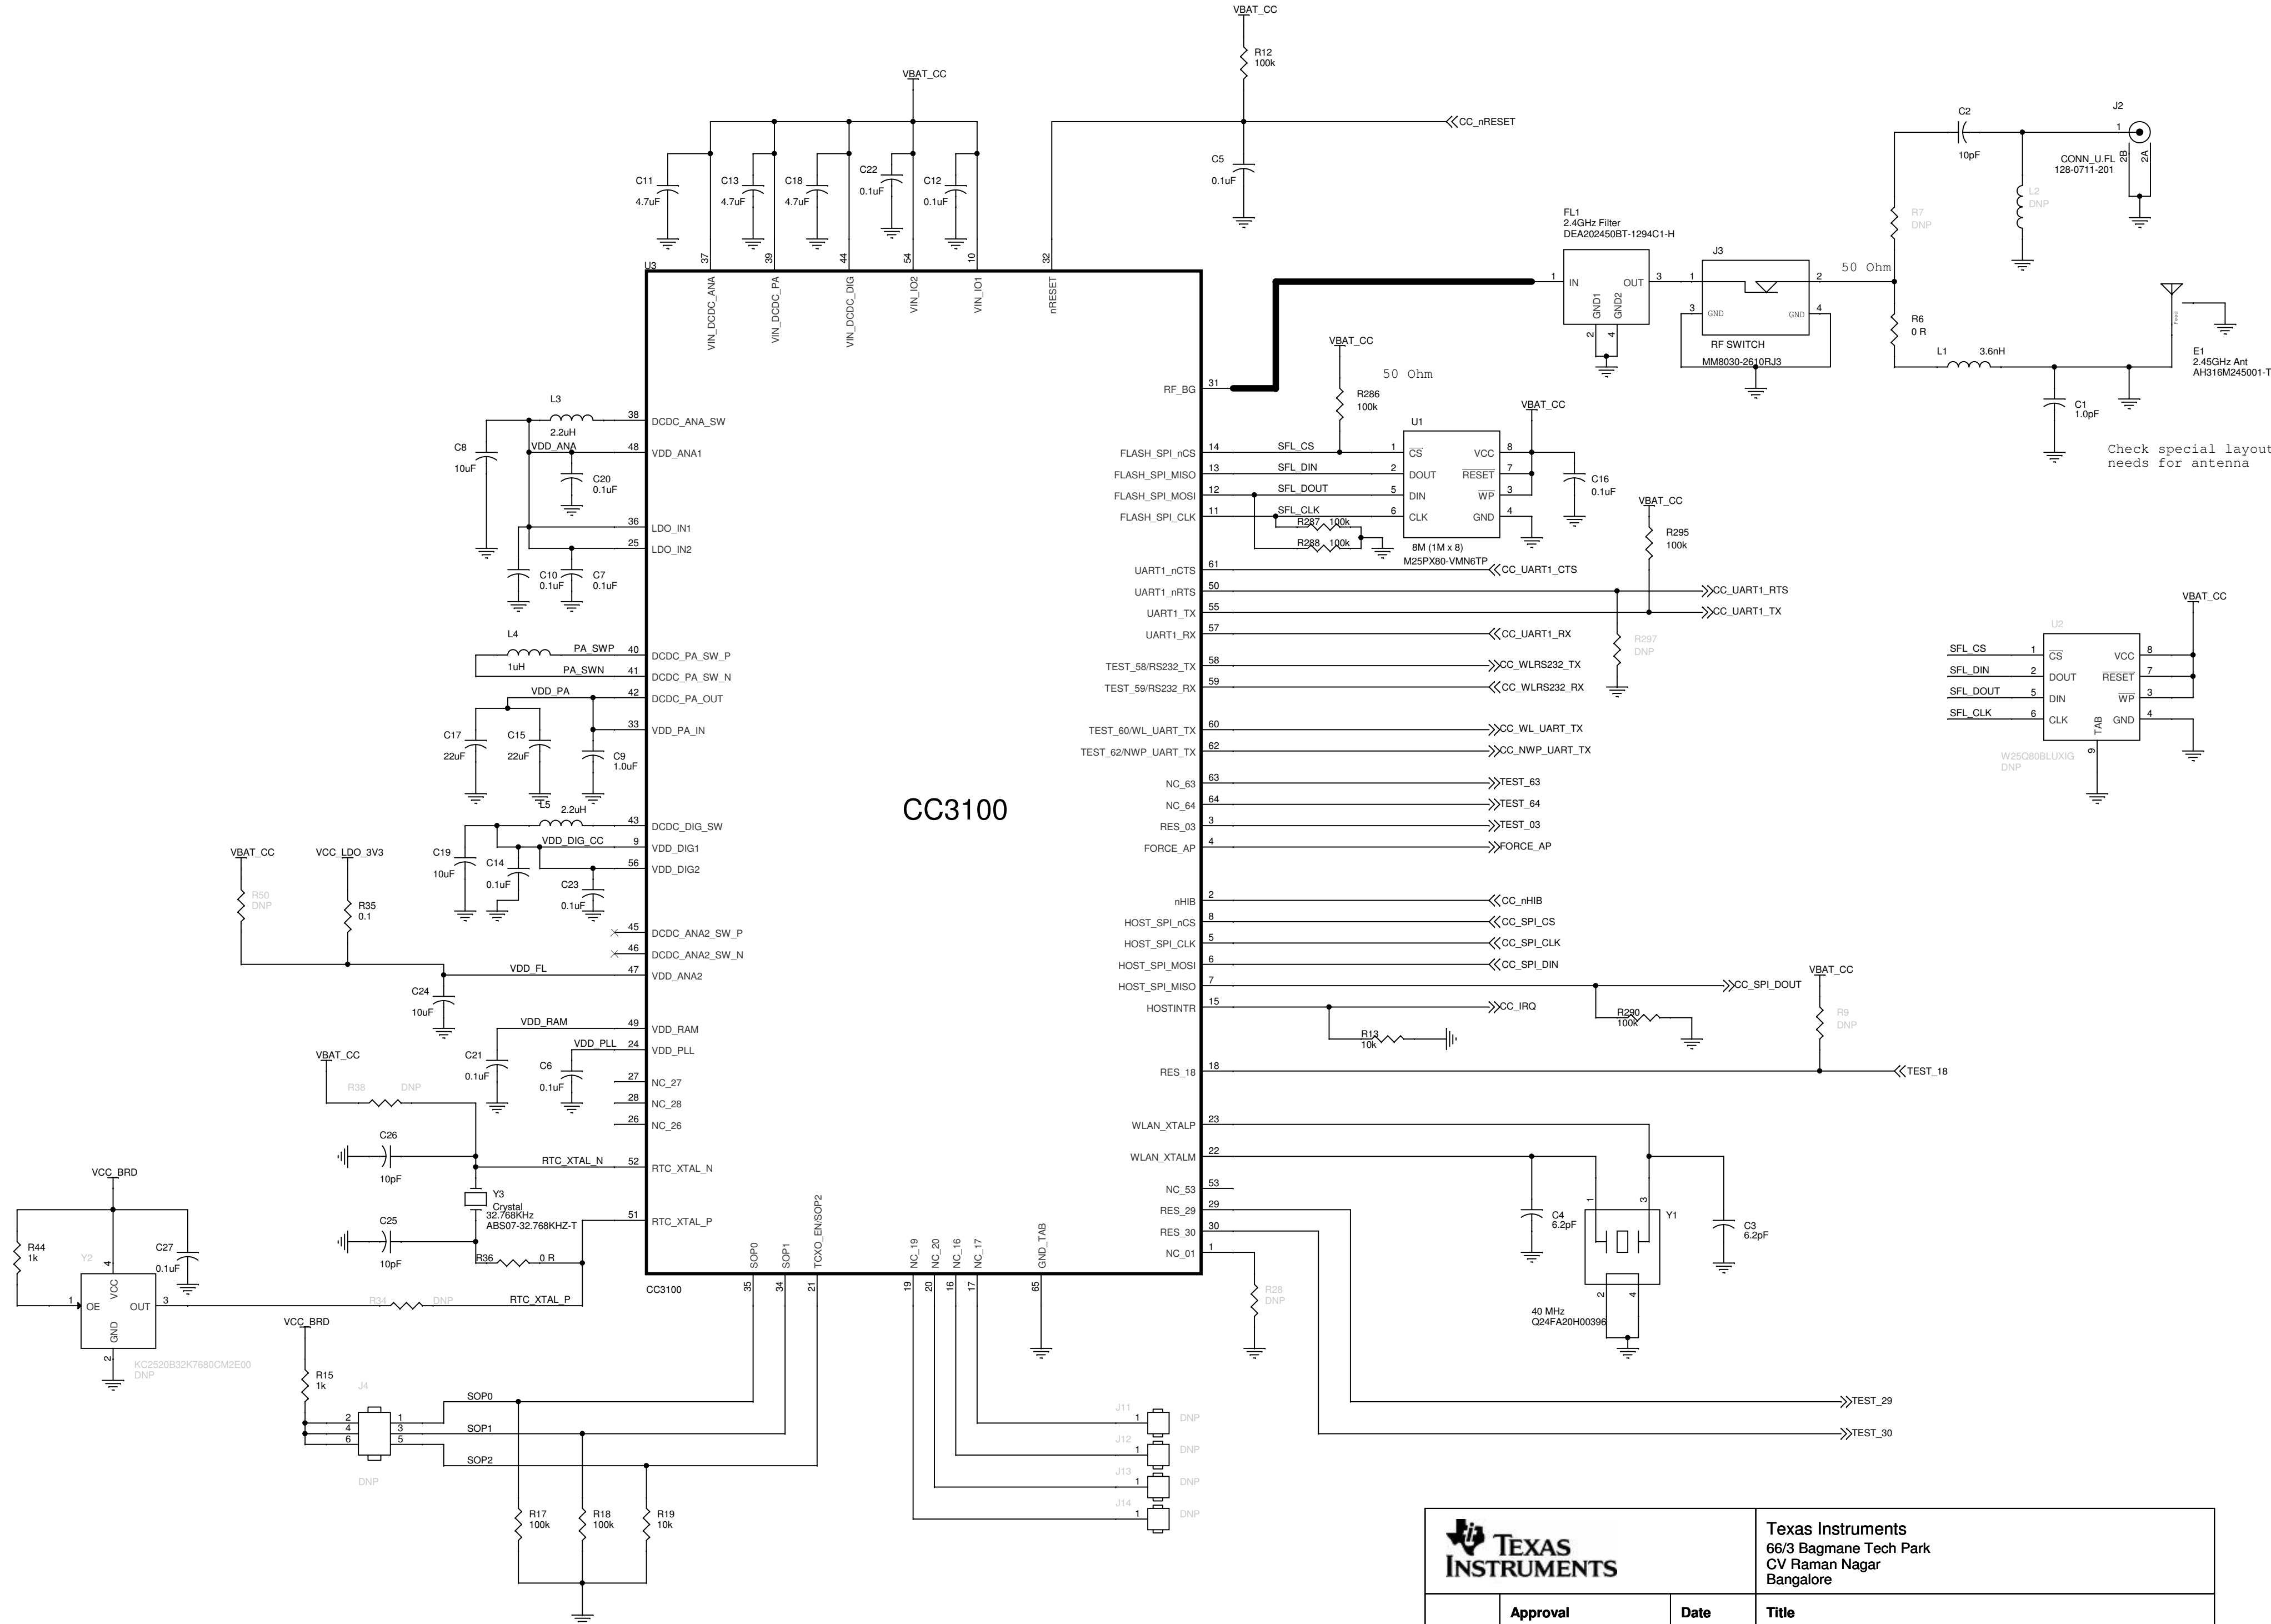 VBAT_CC
R12
100k
VBAT_CC
CC_nRESET
C11
4.7uF
C13
4.7uF
C18
4.7uF
C22
0.1uF
C12
0.1uF
C5
0.1uF
C2
10pF
J2
1
2B
2A
CONN_U.FL
128-0711-201
L2
DNP
R7
DNP
FL1
2.4GHz Filter
DEA202450BT-1294C1-H
1
IN
OUT
3
GND1
GND2
2
4
J3
1
2
3
GND
GND
4
RF SWITCH
MM8030-2610RJ3
50 Ohm
R6
0 R
L1
3.6nH
C1
1.0pF
Feed
E1
2.45GHz Ant
AH316M245001-T
Check special layout
needs for antenna
U3
37
39
44
54
10
32
VIN_DCDC_ANA
VIN_DCDC_PA
VIN_DCDC_DIG
VIN_IO2
VIN_IO1
nRESET
L3
2.2uH
38
DCDC_ANA_SW
C8
10uF
VDD_ANA
48
VDD_ANA1
C20
0.1uF
36
LDO_IN1
25
LDO_IN2
C10
0.1uF
C7
0.1uF
L4
1uH
PA_SWP
40
DCDC_PA_SW_P
PA_SWN
41
DCDC_PA_SW_N
VDD_PA
42
DCDC_PA_OUT
33
VDD_PA_IN
C17
22uF
C15
22uF
C9
1.0uF
L5
2.2uH
43
DCDC_DIG_SW
VDD_DIG_CC
9
VDD_DIG1
56
VDD_DIG2
C19
10uF
C14
0.1uF
C23
0.1uF
VBAT_CC
R50
DNP
VCC_LDO_3V3
R35
0.1
45
DCDC_ANA2_SW_P
46
DCDC_ANA2_SW_N
VDD_FL
47
VDD_ANA2
C24
10uF
VDD_RAM
49
VDD_RAM
VDD_PLL
24
VDD_PLL
C21
0.1uF
C6
0.1uF
27
NC_27
28
NC_28
26
NC_26
VBAT_CC
R38
DNP
C26
10pF
RTC_XTAL_N
52
RTC_XTAL_N
Y3
Crystal
32.768KHz
ABS07-32.768KHZ-T
C25
10pF
51
RTC_XTAL_P
R36
0 R
VCC_BRD
R44
1k
Y2
C27
0.1uF
4
VCC
1
OE
OUT
3
GND
2
KC2520B32K7680CM2E00
DNP
R34
DNP
RTC_XTAL_P
CC3100
CC3100
SOP0
SOP1
TCXO_EN/SOP2
NC_19
NC_20
NC_16
NC_17
GND_TAB
35
34
21
19
20
16
17
65
VCC_BRD
R15
1k
J4
2
4
6
1
3
5
DNP
SOP0
SOP1
SOP2
R17
100k
R18
100k
R19
10k
J11
1
DNP
J12
1
DNP
J13
1
DNP
J14
1
DNP
RF_BG
31
50 Ohm
VBAT_CC
R286
100k
FLASH_SPI_nCS
14
SFL_CS
FLASH_SPI_MISO
13
SFL_DIN
FLASH_SPI_MOSI
12
SFL_DOUT
FLASH_SPI_CLK
11
SFL_CLK
R287
100k
R288
100k
U1
1
CS
VCC
8
2
DOUT
RESET
7
5
DIN
WP
3
6
CLK
GND
4
8M (1M x 8)
M25PX80-VMN6TP
VBAT_CC
C16
0.1uF
VBAT_CC
R295
100k
UART1_nCTS
61
CC_UART1_CTS
UART1_nRTS
50
CC_UART1_RTS
UART1_TX
55
CC_UART1_TX
UART1_RX
57
CC_UART1_RX
R297
DNP
TEST_58/RS232_TX
58
CC_WLRS232_TX
TEST_59/RS232_RX
59
CC_WLRS232_RX
TEST_60/WL_UART_TX
60
CC_WL_UART_TX
TEST_62/NWP_UART_TX
62
CC_NWP_UART_TX
NC_63
63
TEST_63
NC_64
64
TEST_64
RES_03
3
TEST_03
FORCE_AP
4
FORCE_AP
nHIB
2
CC_nHIB
HOST_SPI_nCS
8
CC_SPI_CS
HOST_SPI_CLK
5
CC_SPI_CLK
HOST_SPI_MOSI
6
CC_SPI_DIN
HOST_SPI_MISO
7
CC_SPI_DOUT
HOSTINTR
15
CC_IRQ
R13
10k
R290
100k
VBAT_CC
R9
DNP
RES_18
18
TEST_18
WLAN_XTALP
23
WLAN_XTALM
22
NC_53
53
RES_29
29
RES_30
30
NC_01
1
R28
DNP
C4
6.2pF
1
3
Y1
2
4
C3
6.2pF
40 MHz
Q24FA20H00396
TEST_29
TEST_30
VBAT_CC
U2
SFL_CS
1
CS
VCC
8
SFL_DIN
2
DOUT
RESET
7
SFL_DOUT
5
DIN
WP
3
SFL_CLK
6
CLK
TAB
GND
4
9
W25Q80BLUXIG
DNP
TEXAS
INSTRUMENTS
Texas Instruments
66/3 Bagmane Tech Park
CV Raman Nagar
Bangalore
Approval
Date
Title